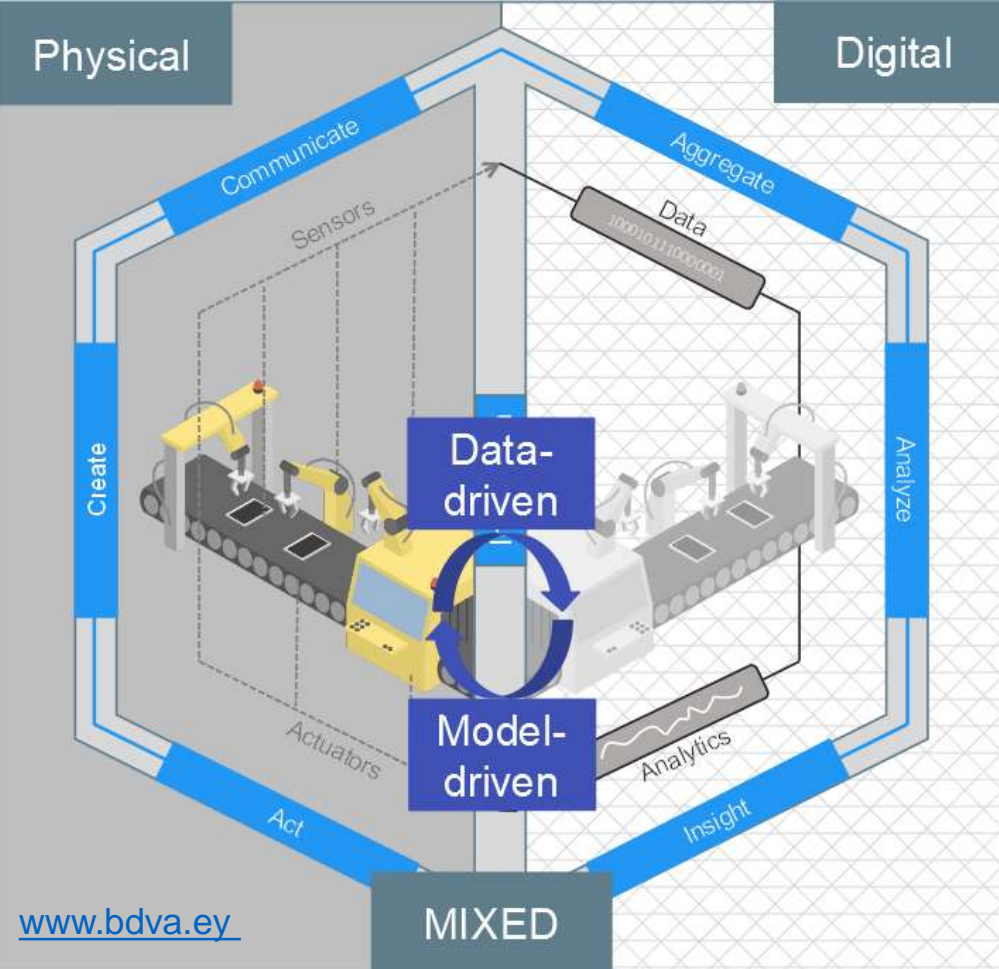 Physical
Digital
Communicate
Aggregate
Sensors
Data
1000101110000001
Create
Data-
driven
Analyze
Model-
driven
Actuators
Analytics
Act
Insight
www.bdva.ey
MIXED